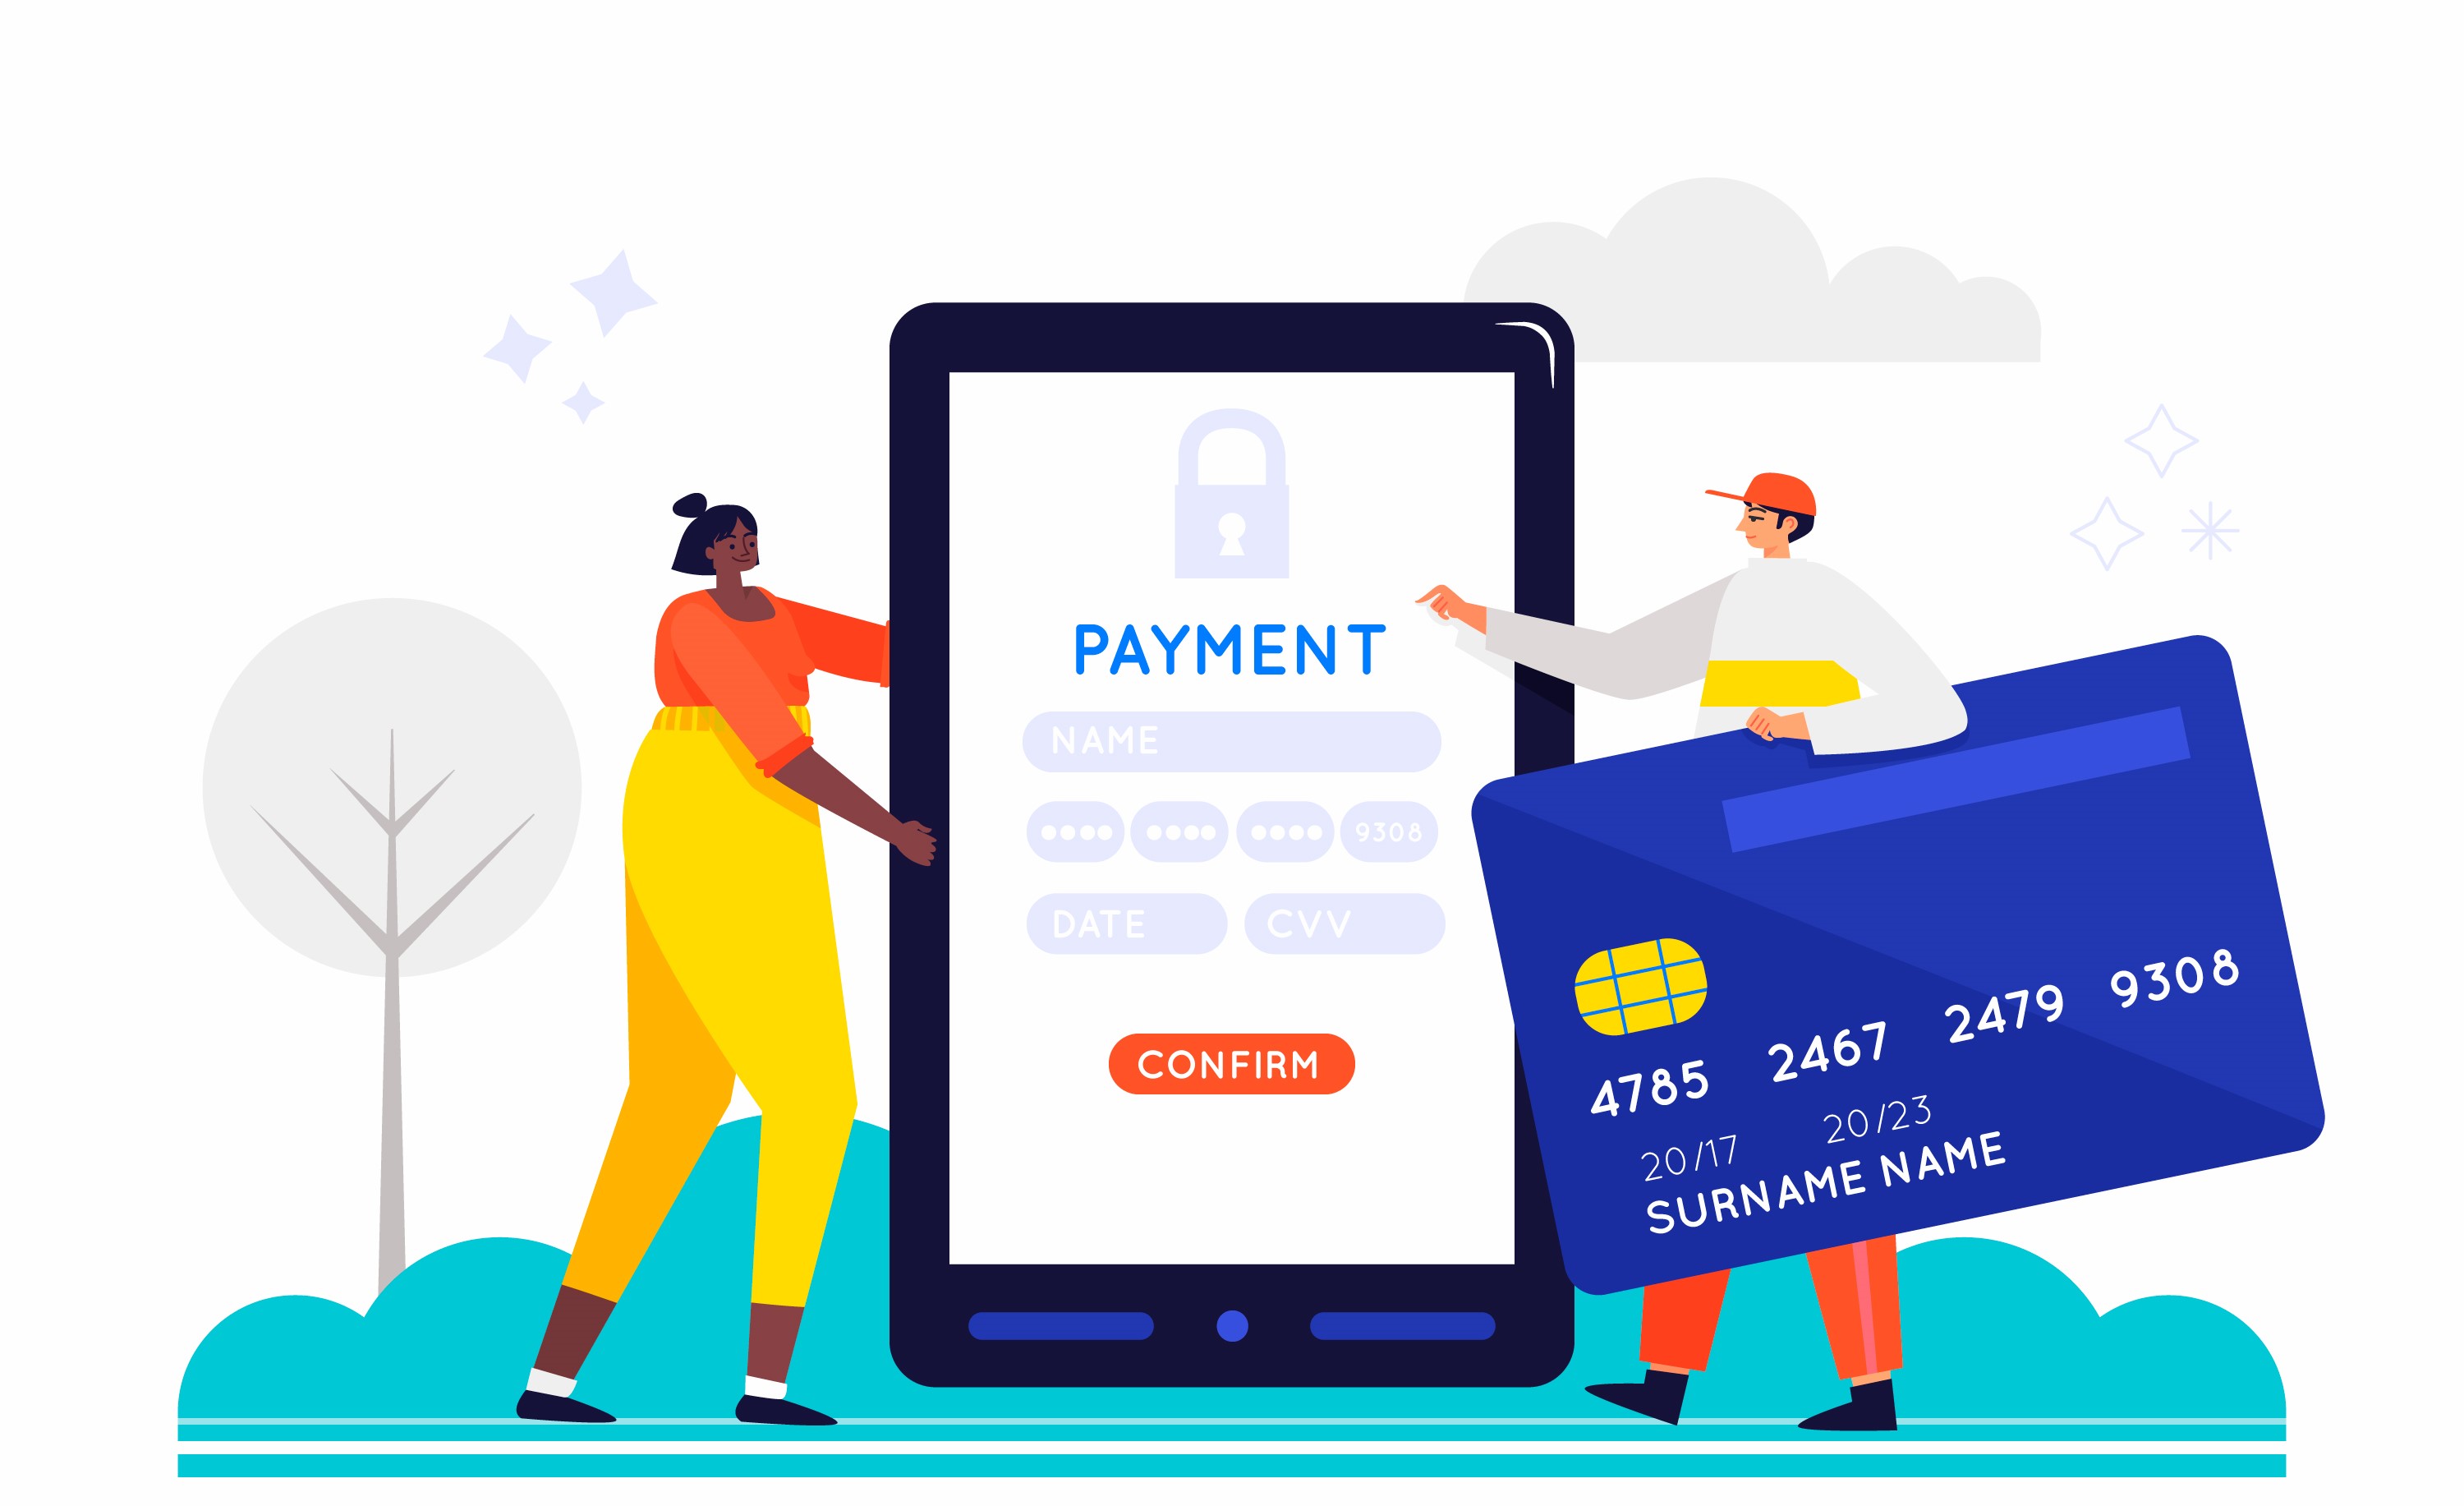 PAYMENT
NAME
•••• •••• •••• 9308
DATE CVV
CONFIRM
4785 2467 2479 9308
20/17 20/23
SURNAME NAME